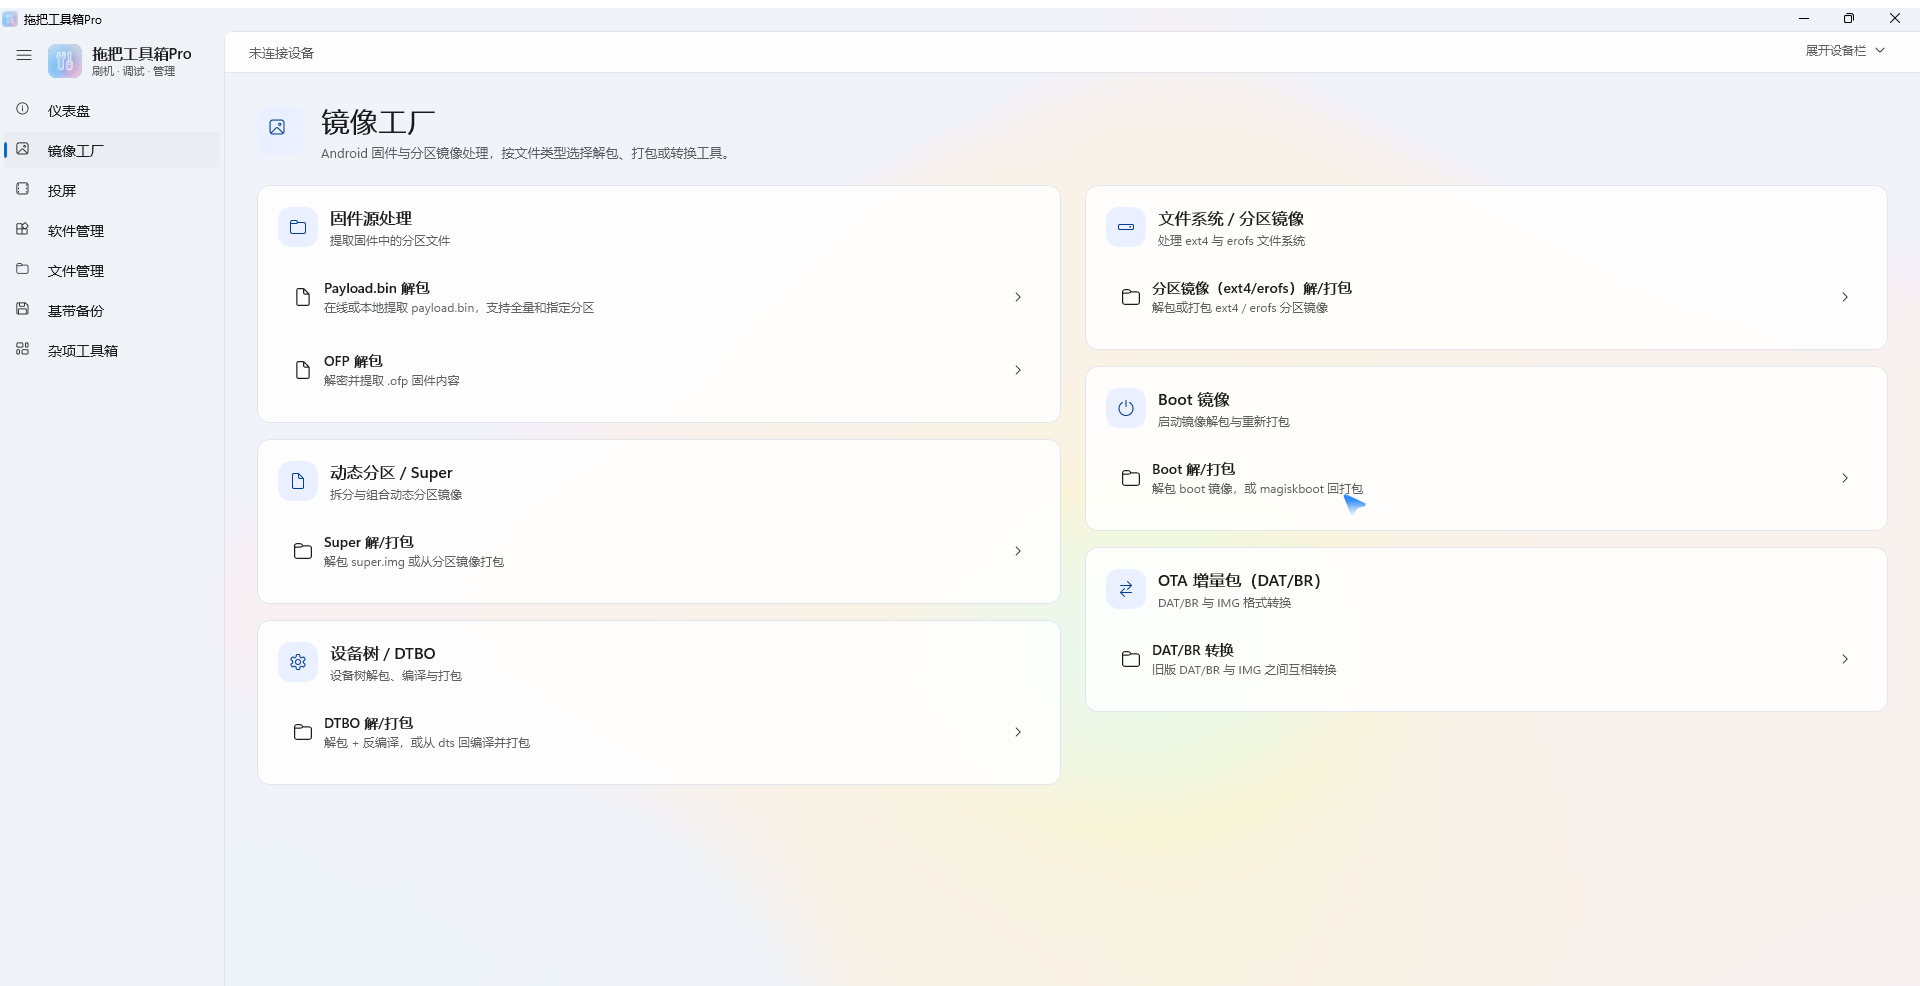 拖把工具箱Pro
拖把工具箱Pro
刷机 · 调试 · 管理
仪表盘
镜像工厂
投屏
软件管理
文件管理
基带备份
杂项工具箱
未连接设备
展开设备栏
镜像工厂
Android 固件与分区镜像处理，按文件类型选择解包、打包或转换工具。
固件源处理
提取固件中的分区文件
Payload.bin 解包
在线或本地提取 payload.bin，支持全量和指定分区
OFP 解包
解密并提取 .ofp 固件内容
动态分区 / Super
拆分与组合动态分区镜像
Super 解/打包
解包 super.img 或从分区镜像打包
设备树 / DTBO
设备树解包、编译与打包
DTBO 解/打包
解包 + 反编译，或从 dts 回编译并打包
文件系统 / 分区镜像
处理 ext4 与 erofs 文件系统
分区镜像（ext4/erofs）解/打包
解包或打包 ext4 / erofs 分区镜像
Boot 镜像
启动镜像解包与重新打包
Boot 解/打包
解包 boot 镜像，或 magiskboot 回打包
OTA 增量包（DAT/BR）
DAT/BR 与 IMG 格式转换
DAT/BR 转换
旧版 DAT/BR 与 IMG 之间互相转换